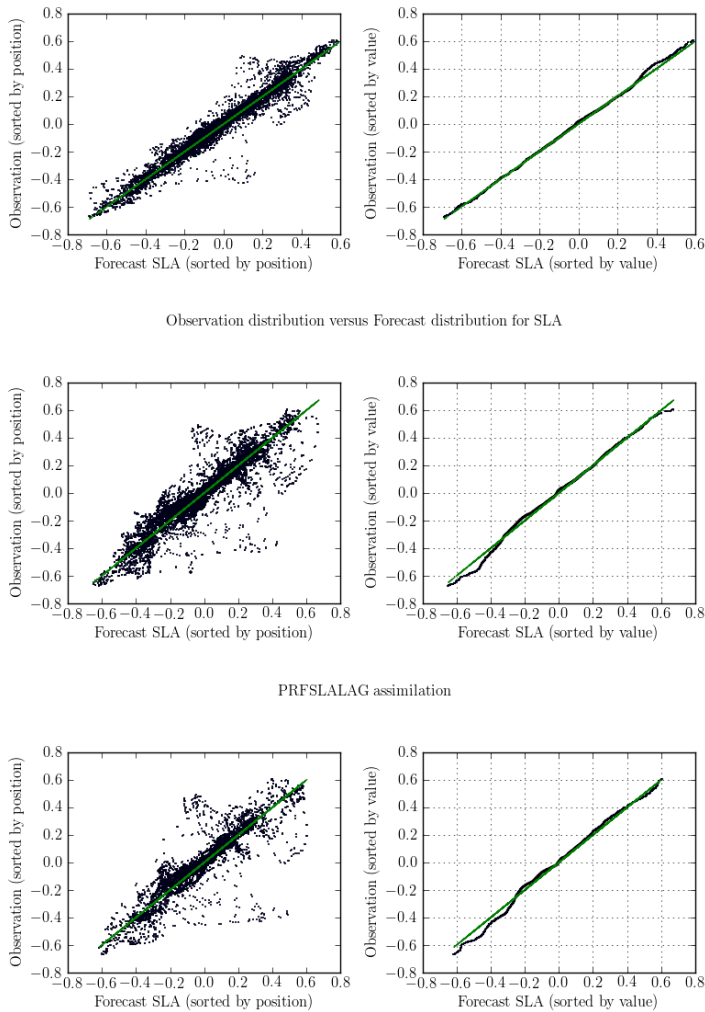 0.8 0.8
0.6 0.6
0.4 0.4
0.2 0.2
0.0 0.0
−0.2 −0.2
−0.4 −0.4
−0.6 −0.6
−0.8 −0.8
Observation (sorted by position) Observation (sorted by value)
−0.8 −0.6 −0.4 −0.2 0.0 0.2 0.4 0.6 −0.8 −0.6 −0.4 −0.2 0.0 0.2 0.4 0.6
Forecast SLA (sorted by position) Forecast SLA (sorted by value)
Observation distribution versus Forecast distribution for SLA
0.8 0.8
0.6 0.6
0.4 0.4
0.2 0.2
0.0 0.0
−0.2 −0.2
−0.4 −0.4
−0.6 −0.6
−0.8 −0.8
Observation (sorted by position) Observation (sorted by value)
−0.8 −0.6 −0.4 −0.2 0.0 0.2 0.4 0.6 0.8 −0.8 −0.6 −0.4 −0.2 0.0 0.2 0.4 0.6 0.8
Forecast SLA (sorted by position) Forecast SLA (sorted by value)
PRFSLALAG assimilation
0.8 0.8
0.6 0.6
0.4 0.4
0.2 0.2
0.0 0.0
−0.2 −0.2
−0.4 −0.4
−0.6 −0.6
−0.8 −0.8
Observation (sorted by position) Observation (sorted by value)
−0.8 −0.6 −0.4 −0.2 0.0 0.2 0.4 0.6 0.8 −0.8 −0.6 −0.4 −0.2 0.0 0.2 0.4 0.6 0.8
Forecast SLA (sorted by position) Forecast SLA (sorted by value)